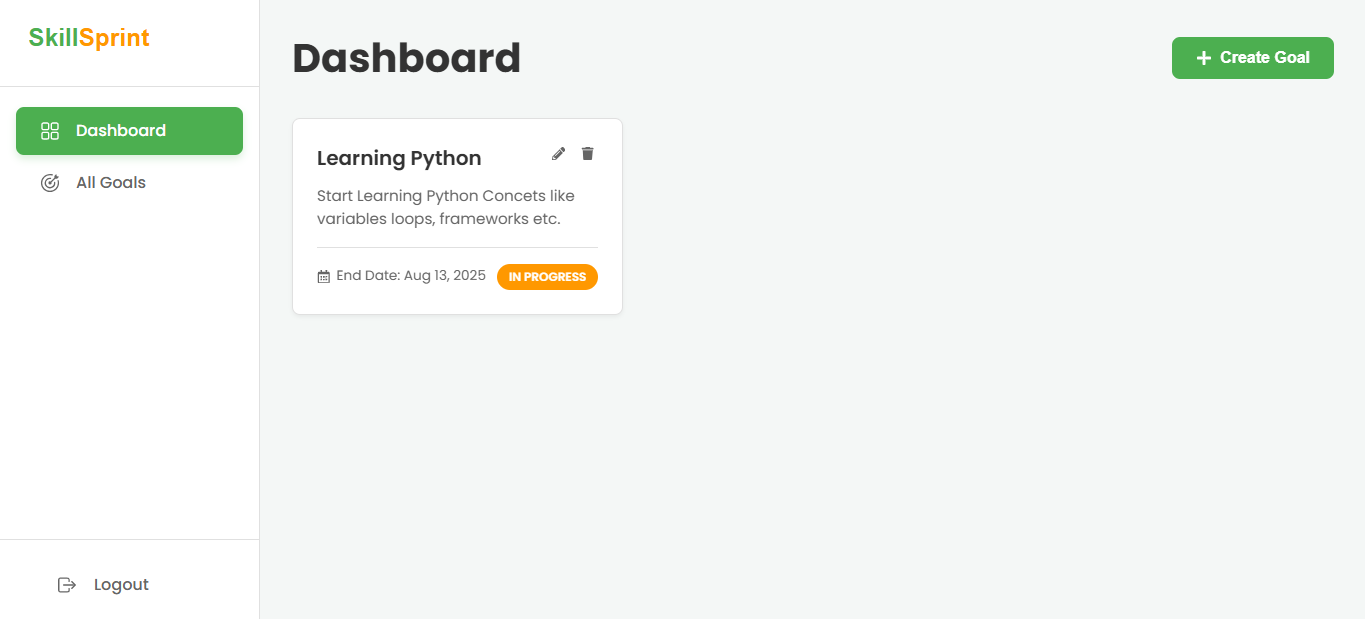 SkillSprint
Dashboard
All Goals
Logout
Dashboard
Create Goal
Learning Python
Start Learning Python Concets like
variables loops, frameworks etc.
End Date: Aug 13, 2025
IN PROGRESS